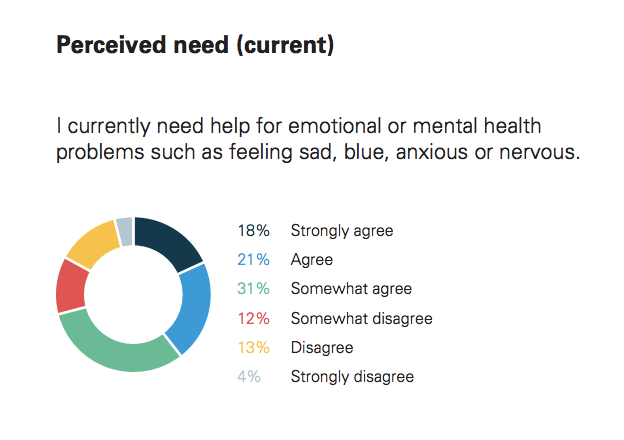 Perceived need (current)
I currently need help for emotional or mental health
problems such as feeling sad, blue, anxious or nervous.
18% Strongly agree
21% Agree
31% Somewhat agree
12% Somewhat disagree
13% Disagree
4% Strongly disagree